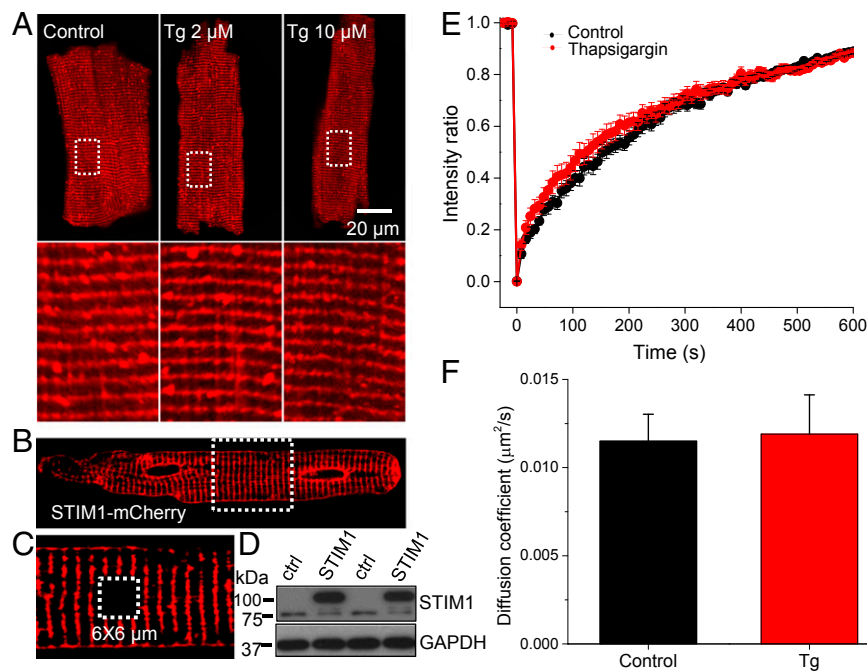 A
Control
Tg 2 μM
Tg 10 μM
20 μm
B
STIM1-mCherry
C
6X6 μm
D
ctrl
STIM1
ctrl
STIM1
kDa
100
75
37
STIM1
GAPDH
E
Control
Thapsigargin
Intensity ratio
1.0
0.8
0.6
0.4
0.2
0.0
0 100 200 300 400 500 600
Time (s)
F
Diffusion coefficient (μm²/s)
0.015
0.010
0.005
0.000
Control Tg